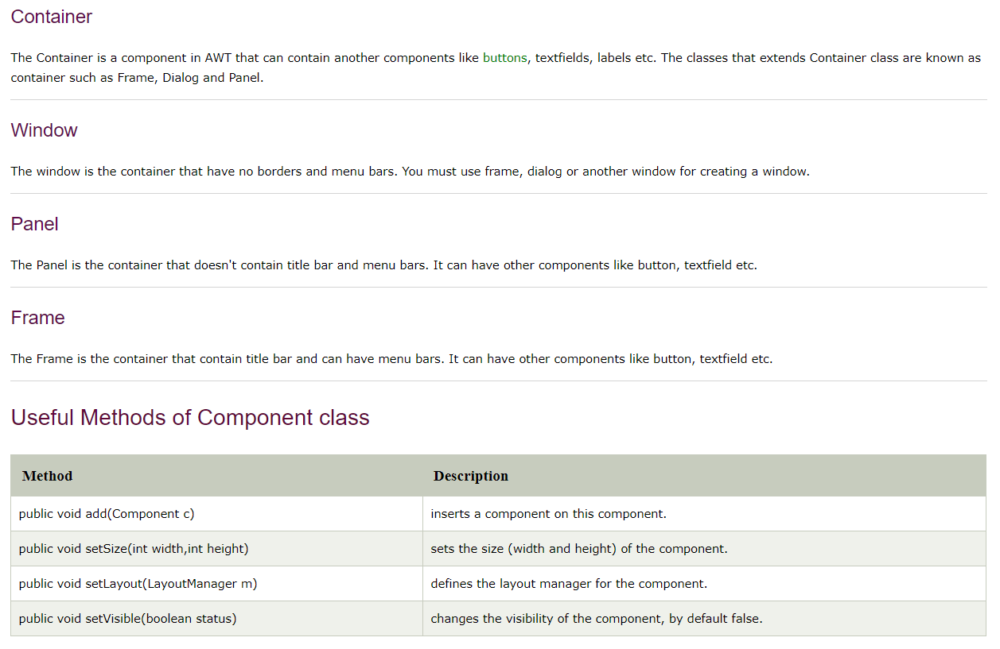 Container
The Container is a component in AWT that can contain another components like buttons, textfields, labels etc. The classes that extends Container class are known as
container such as Frame, Dialog and Panel.
Window
The window is the container that have no borders and menu bars. You must use frame, dialog or another window for creating a window.
Panel
The Panel is the container that doesn't contain title bar and menu bars. It can have other components like button, textfield etc.
Frame
The Frame is the container that contain title bar and can have menu bars. It can have other components like button, textfield etc.
Useful Methods of Component class
Method Description
public void add(Component c) inserts a component on this component.
public void setSize(int width,int height) sets the size (width and height) of the component.
public void setLayout(LayoutManager m) defines the layout manager for the component.
public void setVisible(boolean status) changes the visibility of the component, by default false.